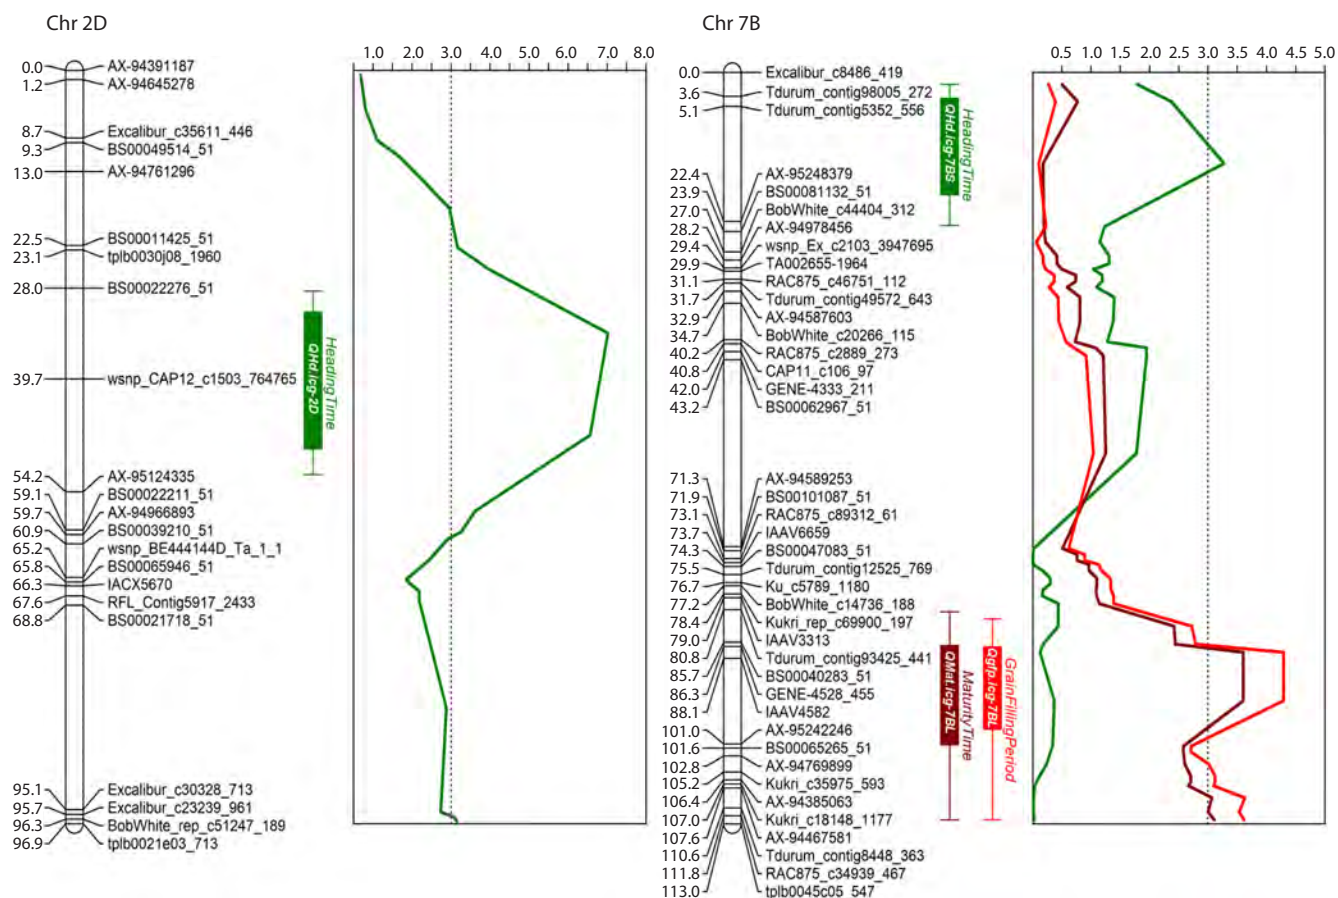 Chr 2D
1.0 2.0 3.0 4.0 5.0 6.0 7.0 8.0
0.0 AX-94391187
1.2 AX-94645278
8.7 Excalibur_c35611_446
9.3 BS00049514_51
13.0 AX-94761296
22.5 BS00011425_51
23.1 tplb0030j08_1960
28.0 BS00022276_51
39.7 wsnp_CAP12_c1503_764765
54.2 AX-95124335
59.1 BS00022211_51
59.7 AX-94966893
60.9 BS00039210_51
65.2 wsnp_BE444144D_Ta_1_1
65.8 BS00065946_51
66.3 IACX5670
67.6 RFL_Contig5917_2433
68.8 BS00021718_51
95.1 Excalibur_c30328_713
95.7 Excalibur_c23239_961
96.3 BobWhite_rep_c51247_189
96.9 tplb0021e03_713
QHd.icg-2D
HeadingTime
Chr 7B
0.5 1.0 1.5 2.0 2.5 3.0 3.5 4.0 4.5 5.0
0.0 Excalibur_c8486_419
3.6 Tdurum_contig98005_272
5.1 Tdurum_contig5352_556
22.4 AX-95248379
23.9 BS00081132_51
27.0 BobWhite_c44404_312
28.2 AX-94978456
29.4 wsnp_Ex_c2103_3947695
29.9 TA002655-1964
31.1 RAC875_c46751_112
31.7 Tdurum_contig49572_643
32.9 AX-94587603
34.7 BobWhite_c20266_115
40.2 RAC875_c2889_273
40.8 CAP11_c106_97
42.0 GENE-4333_211
43.2 BS00062967_51
71.3 AX-94589253
71.9 BS00101087_51
73.1 RAC875_c89312_61
73.7 IAAV6659
74.3 BS00047083_51
75.5 Tdurum_contig12525_769
76.7 Ku_c5789_1180
77.2 BobWhite_c14736_188
78.4 Kukri_rep_c69900_197
79.0 IAAV3313
80.8 Tdurum_contig93425_441
85.7 BS00040283_51
86.3 GENE-4528_455
88.1 IAAV4582
101.0 AX-95242246
101.6 BS00065265_51
102.8 AX-94769899
105.2 Kukri_c35975_593
106.4 AX-94385063
107.0 Kukri_c18148_1177
107.6 AX-94467581
110.6 Tdurum_contig8448_363
111.8 RAC875_c34939_467
113.0 tplb0045c05_547
QHd.icg-7BS
HeadingTime
QMat.icg-7BL
MaturityTime
Qgfp.icg-7BL
GrainFillingPeriod